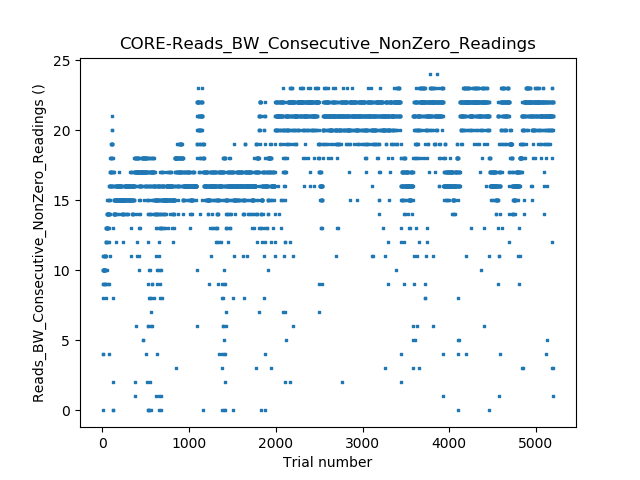 CORE-Reads_BW_Consecutive_NonZero_Readings
Reads_BW_Consecutive_NonZero_Readings ()
25
20
15
10
5
0
0 1000 2000 3000 4000 5000
Trial number